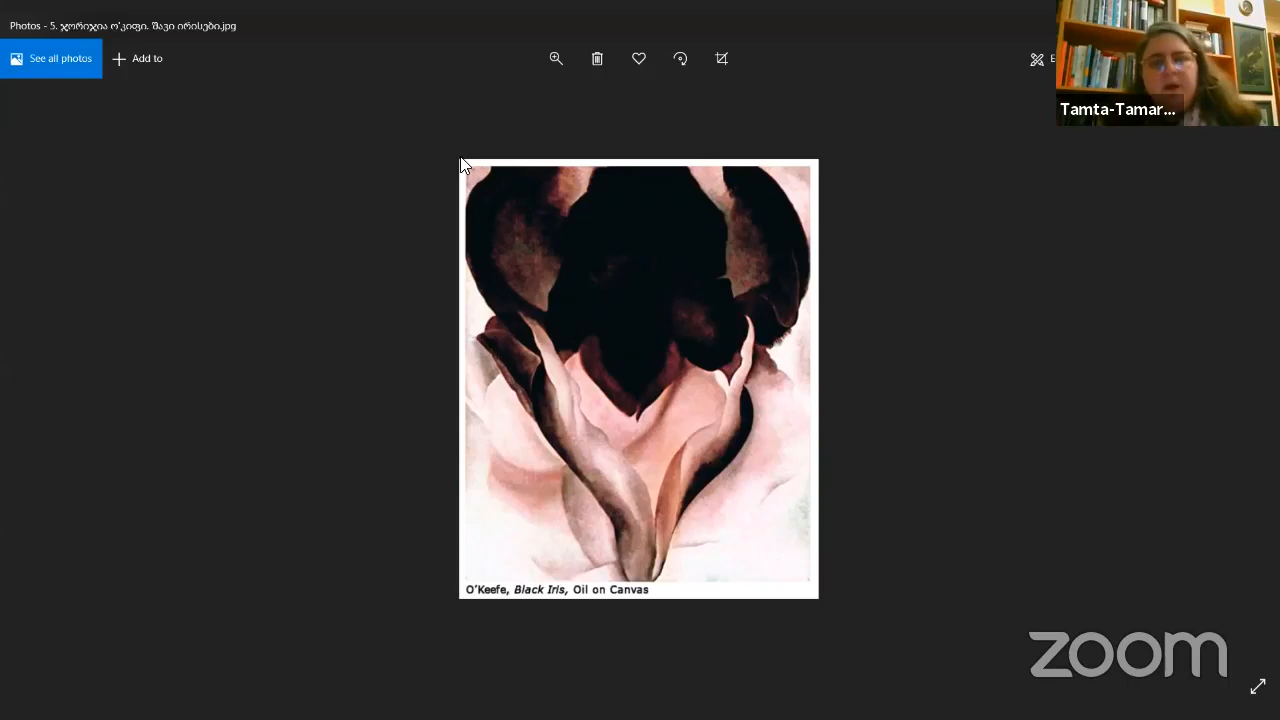 Photos - 5. ჯორიჯია ო'კიფი. შავი ირისები.jpg
See all photos
Add to
E
Tamta-Tamar...
O'Keefe, Black Iris, Oil on Canvas
zoom